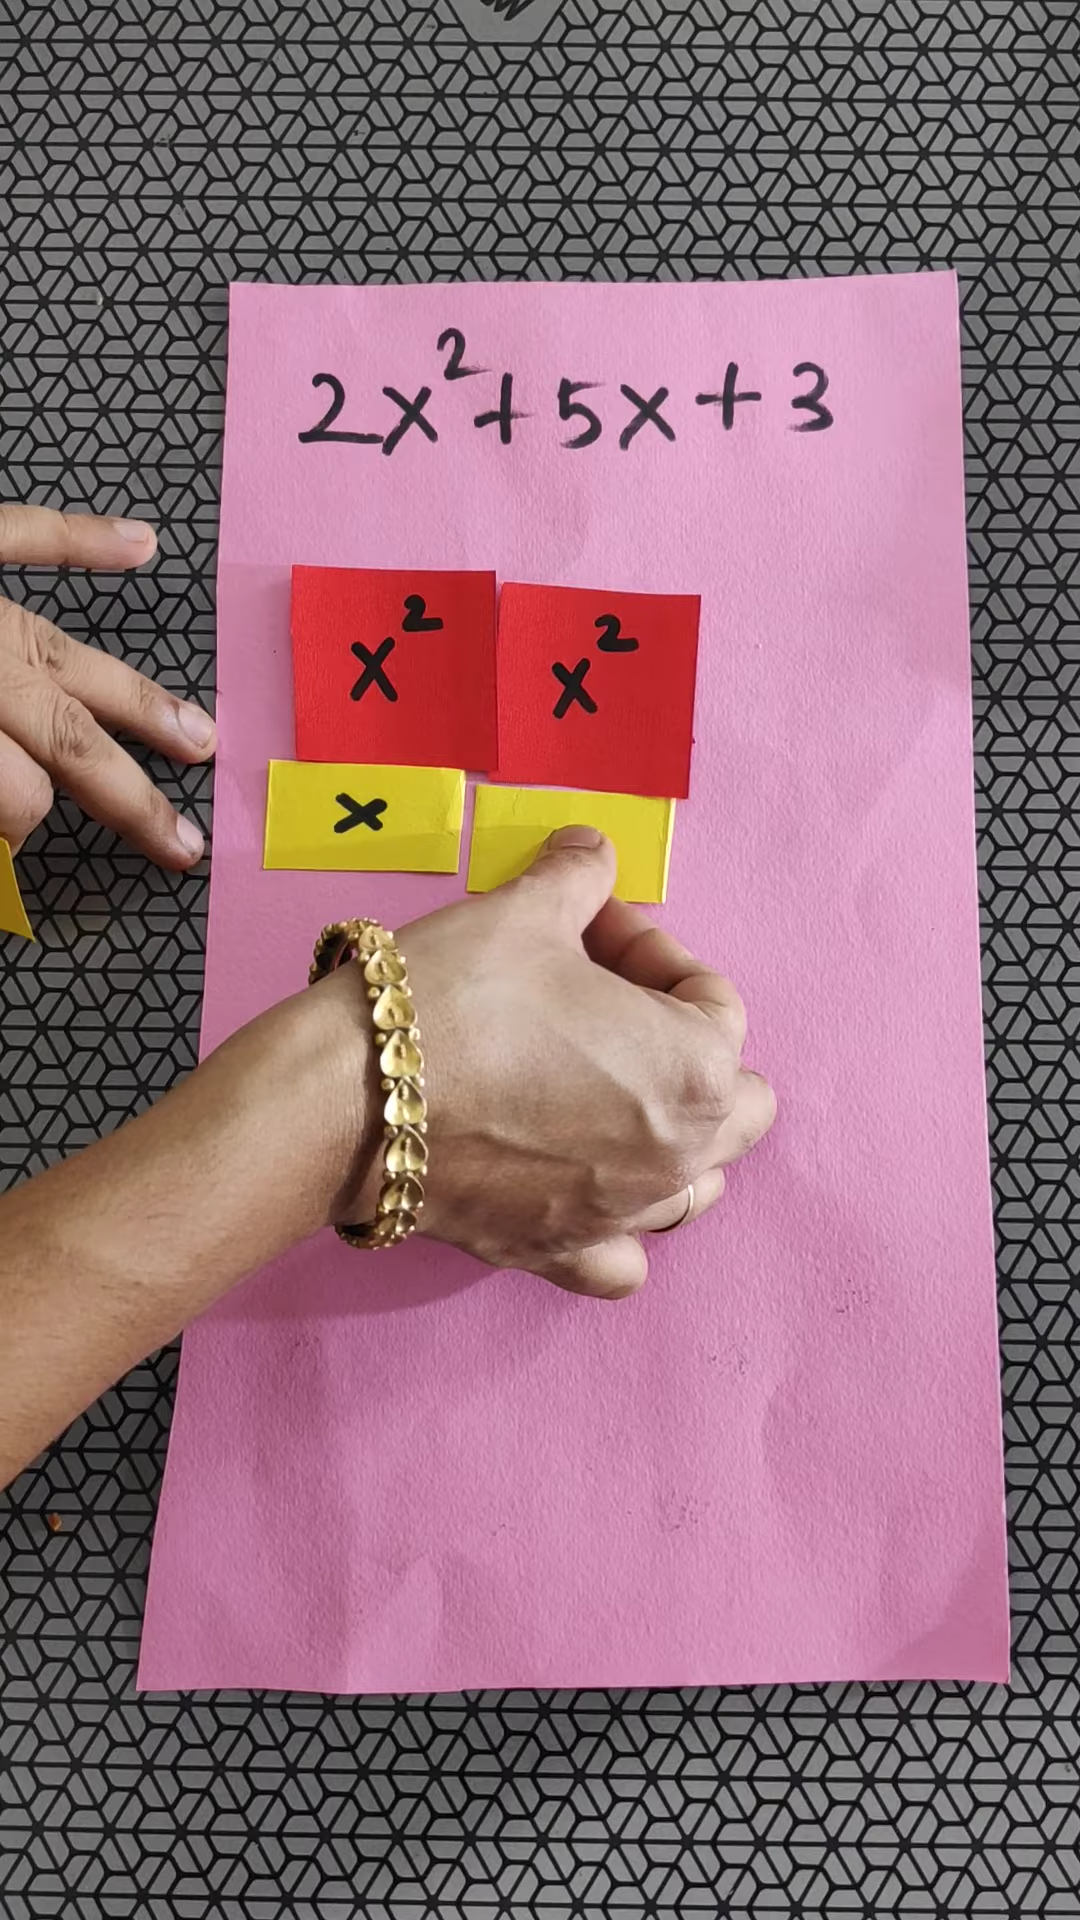 2x² + 5x + 3
x² x²
x